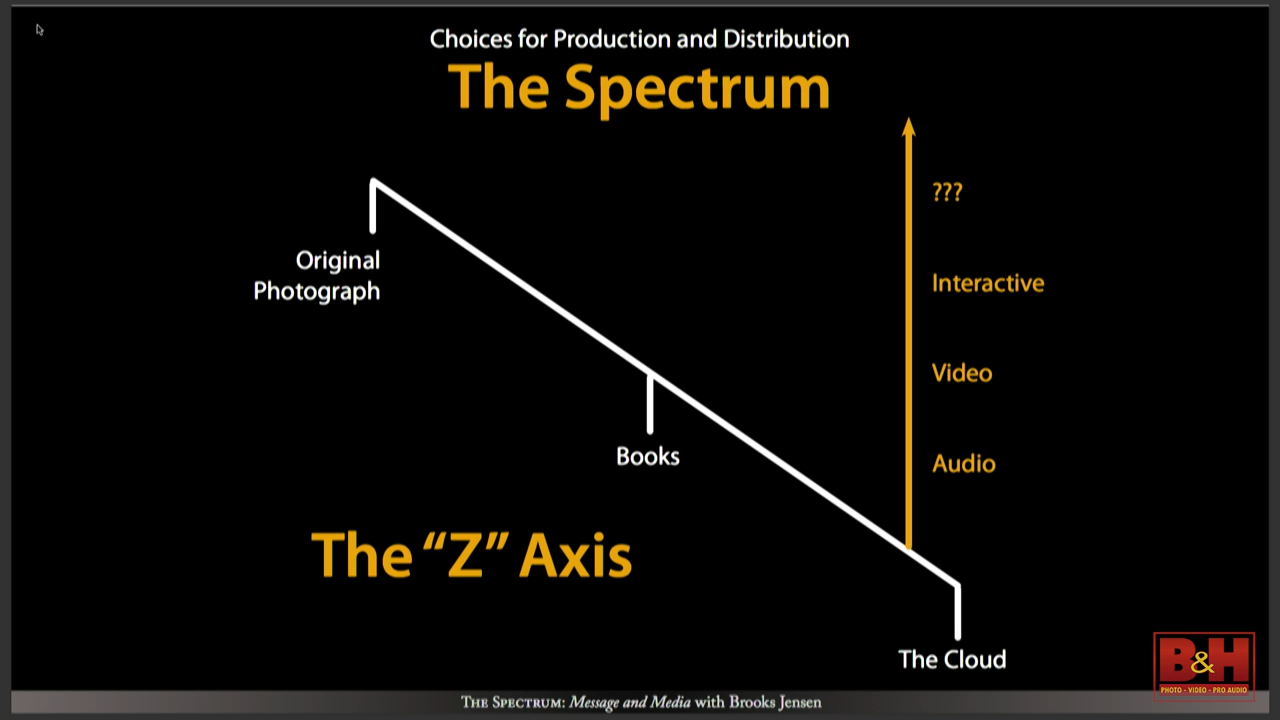 Choices for Production and Distribution
The Spectrum
???
Original
Photograph
Interactive
Video
Books
Audio
The “Z” Axis
The Cloud
B&H
PHOTO - VIDEO - PRO AUDIO
THE SPECTRUM: Message and Media with Brooks Jensen